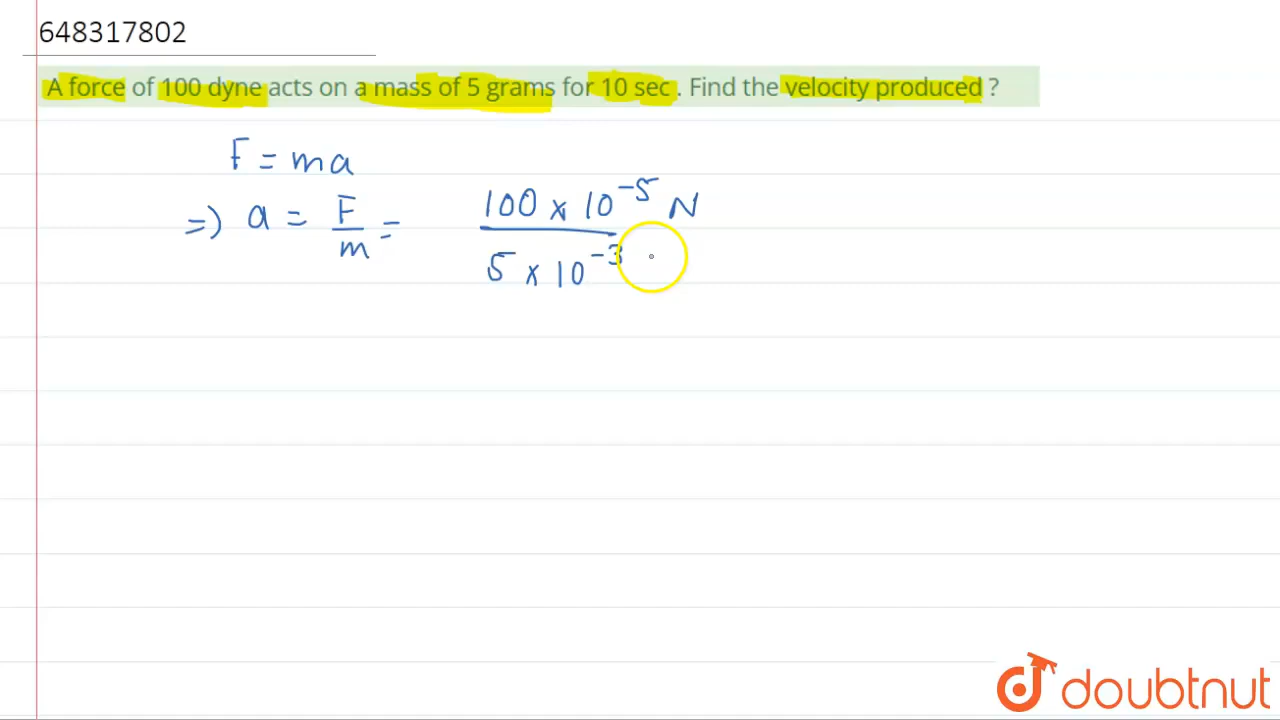 648317802
A force of 100 dyne acts on a mass of 5 grams for 10 sec . Find the velocity produced ?
F = ma
=> a = F/m = 100 × 10^-5 N / 5 × 10^-3
doubtnut